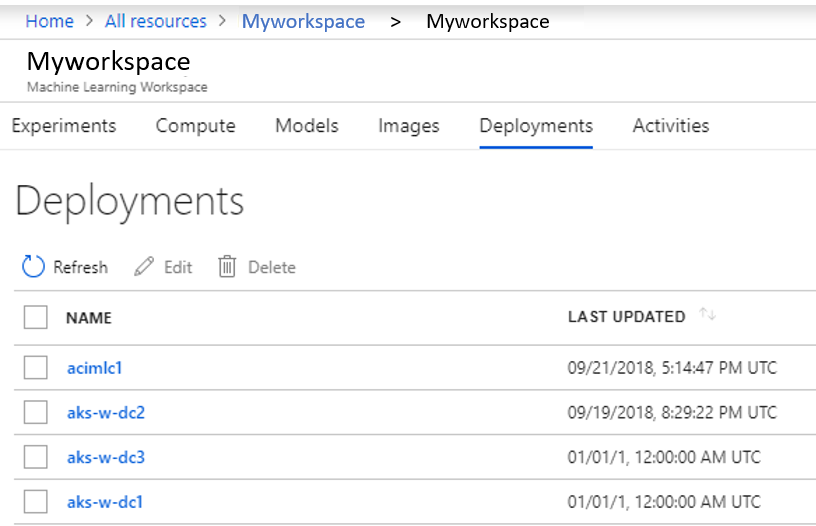 Home > All resources > Myworkspace > Myworkspace
Myworkspace
Machine Learning Workspace
Experiments Compute Models Images Deployments Activities
Deployments
Refresh Edit Delete
NAME LAST UPDATED ↑↓
acimlc1 09/21/2018, 5:14:47 PM UTC
aks-w-dc2 09/19/2018, 8:29:22 PM UTC
aks-w-dc3 01/01/1, 12:00:00 AM UTC
aks-w-dc1 01/01/1, 12:00:00 AM UTC